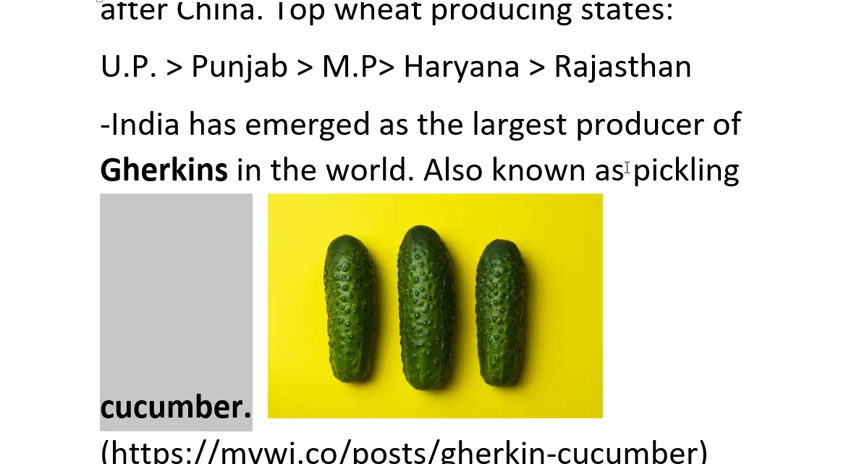 after China. Top wheat producing states:
U.P. > Punjab > M.P> Haryana > Rajasthan
-India has emerged as the largest producer of
Gherkins in the world. Also known as pickling
cucumber.
(https://mywi.co/posts/gherkin-cucumber)